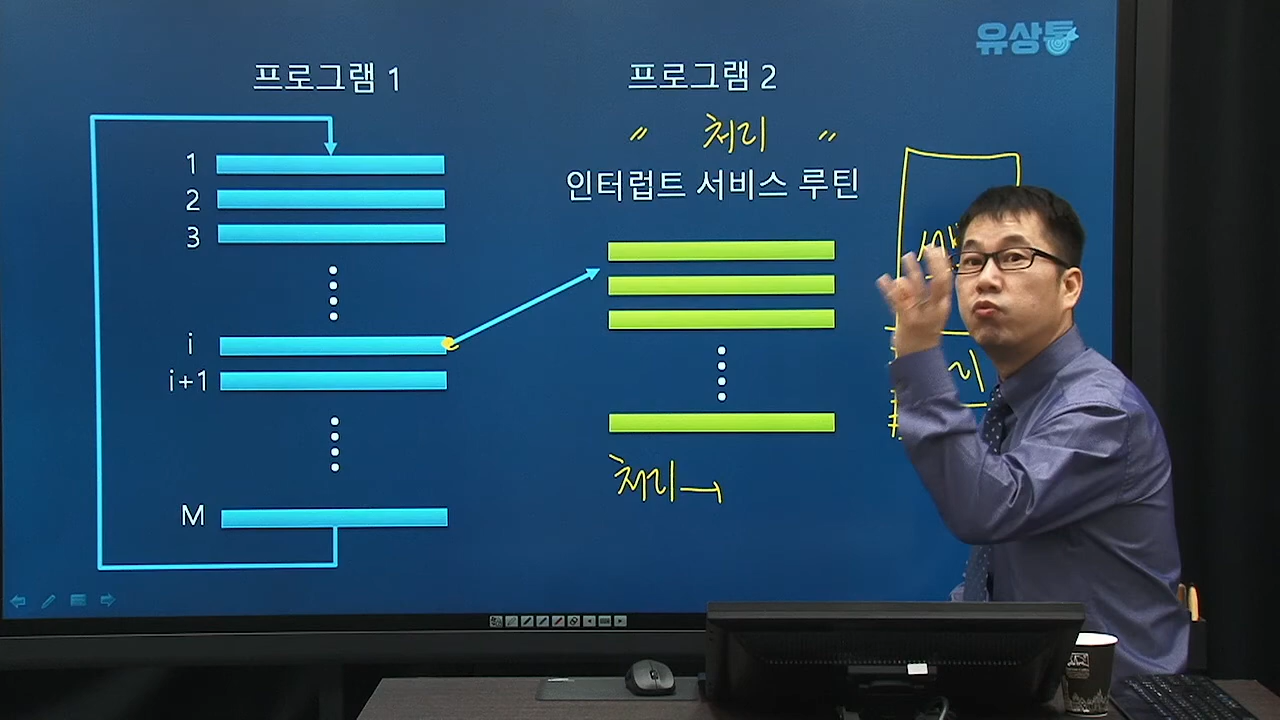 유상통
프로그램 1
프로그램 2
" 처리 "
인터럽트 서비스 루틴
1
2
3
i
i+1
M
처리
리